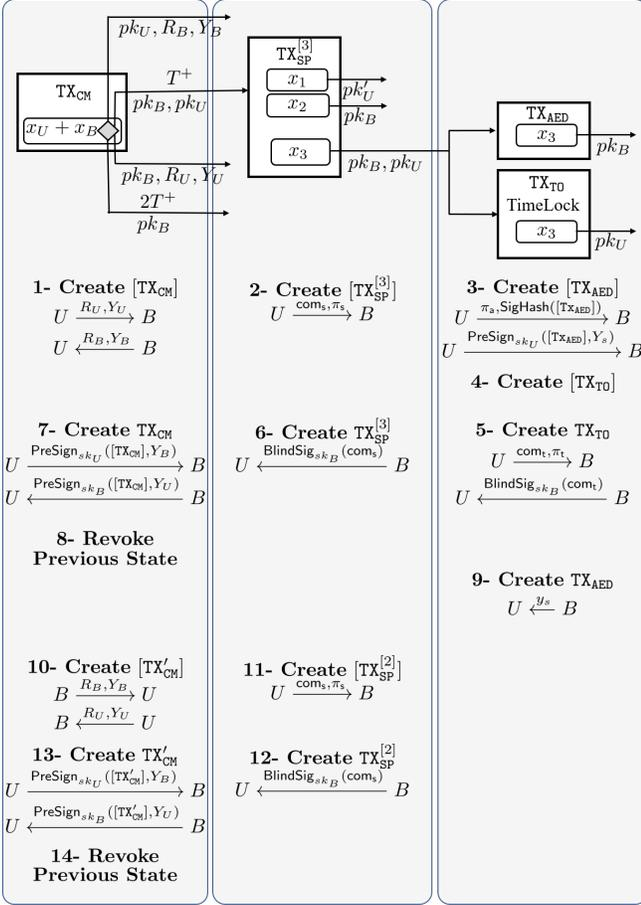 pk_U, R_B, Y_B
TX_CM
x_U + x_B
T^+
pk_B, pk_U
pk_B, R_U, Y_U
2T^+
pk_B
TX_SP^[3]
x_1
pk'_U
x_2
pk_B
x_3
pk_B, pk_U
TX_AED
x_3
pk_B
TX_TO
TimeLock
x_3
pk_U
1- Create [TX_CM]
R_U,Y_U
U → B
R_B,Y_B
U ← B
2- Create [TX_SP^[3]]
com_s,π_s
U → B
3- Create [TX_AED]
π_a,SigHash([Tx_AED])
U → B
PreSign_sk_U([Tx_AED],Y_s)
U → B
4- Create [TX_TO]
7- Create TX_CM
PreSign_sk_U([TX_CM],Y_B)
U → B
PreSign_sk_B([TX_CM],Y_U)
U ← B
6- Create TX_SP^[3]
BlindSig_sk_B(com_s)
U ← B
5- Create TX_TO
com_t,π_t
U → B
BlindSig_sk_B(com_t)
U ← B
8- Revoke
Previous State
9- Create TX_AED
y_s
U ← B
10- Create [TX'_CM]
R_B,Y_B
B → U
R_U,Y_U
B ← U
11- Create [TX_SP^[2]]
com_s,π_s
U → B
13- Create TX'_CM
PreSign_sk_U([TX'_CM],Y_B)
U → B
PreSign_sk_B([TX'_CM],Y_U)
U ← B
12- Create TX_SP^[2]
BlindSig_sk_B(com_s)
U ← B
14- Revoke
Previous State